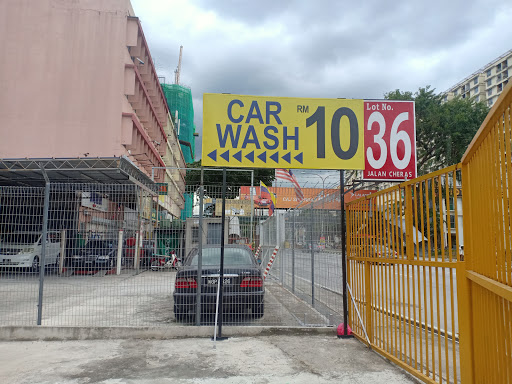 CAR
WASH
RM 10
Lot No.
36
JALAN CHERAS